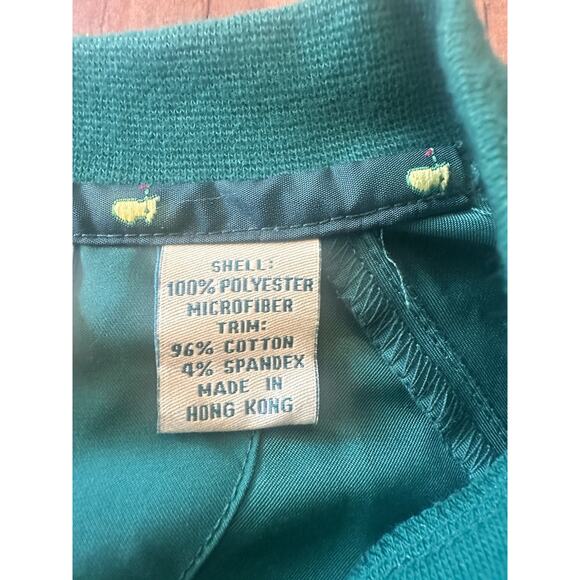 SHELL:
100% POLYESTER
MICROFIBER
TRIM:
96% COTTON
4% SPANDEX
MADE IN
HONG KONG